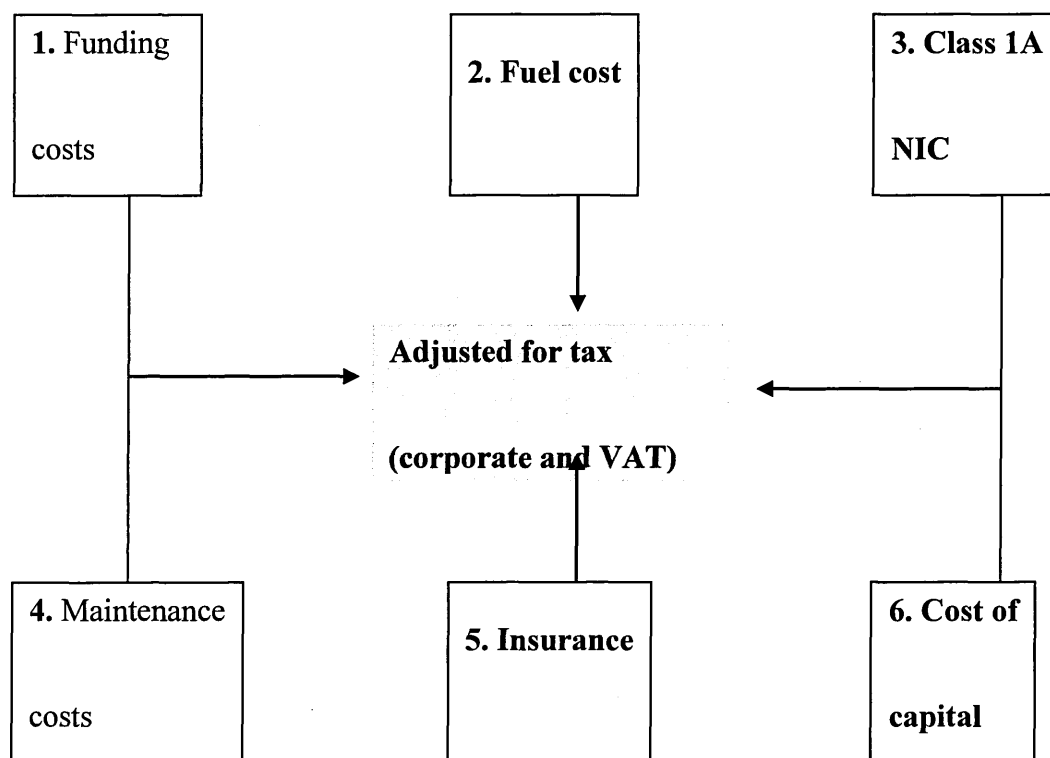 1. Funding
costs
2. Fuel cost
3. Class 1A
NIC
Adjusted for tax
(corporate and VAT)
4. Maintenance
costs
5. Insurance
6. Cost of
capital